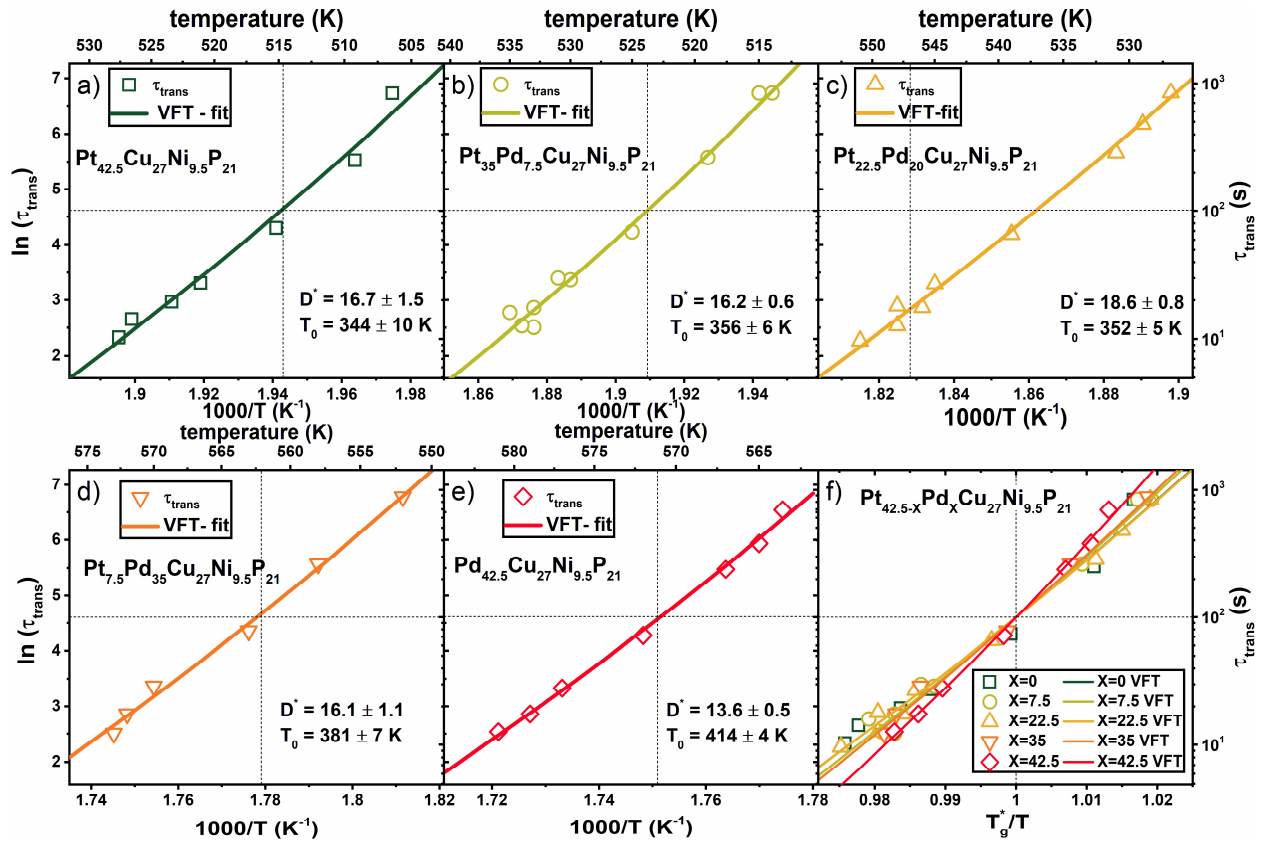 temperature (K)
temperature (K)
temperature (K)
530 525 520 515 510 505
540 535 530 525 520 515
550 545 540 535 530
a)
τtrans
VFT - fit
b)
τtrans
VFT- fit
c)
τtrans
VFT-fit
Pt42.5Cu27Ni9.5P21
Pt35Pd7.5Cu27Ni9.5P21
Pt22.5Pd20Cu27Ni9.5P21
ln (τtrans)
7
6
5
4
3
2
τtrans (s)
10³
10²
10¹
D* = 16.7 ± 1.5
T0 = 344 ± 10 K
D* = 16.2 ± 0.6
T0 = 356 ± 6 K
D* = 18.6 ± 0.8
T0 = 352 ± 5 K
1.9 1.92 1.94 1.96 1.98
1.86 1.88 1.90 1.92 1.94
1.82 1.84 1.86 1.88 1.9
1000/T (K⁻¹)
1000/T (K⁻¹)
1000/T (K⁻¹)
temperature (K)
temperature (K)
575 570 565 560 555 550
580 575 570 565
d)
τtrans
VFT- fit
e)
τtrans
VFT- fit
f)
Pt42.5-XPdXCu27Ni9.5P21
Pt7.5Pd35Cu27Ni9.5P21
Pd42.5Cu27Ni9.5P21
ln (τtrans)
7
6
5
4
3
2
τtrans (s)
10³
10²
10¹
D* = 16.1 ± 1.1
T0 = 381 ± 7 K
D* = 13.6 ± 0.5
T0 = 414 ± 4 K
X=0 X=0 VFT
X=7.5 X=7.5 VFT
X=22.5 X=22.5 VFT
X=35 X=35 VFT
X=42.5 X=42.5 VFT
1.74 1.76 1.78 1.8 1.82
1.72 1.74 1.76 1.78
0.98 0.99 1 1.01 1.02
1000/T (K⁻¹)
1000/T (K⁻¹)
Tg*/T